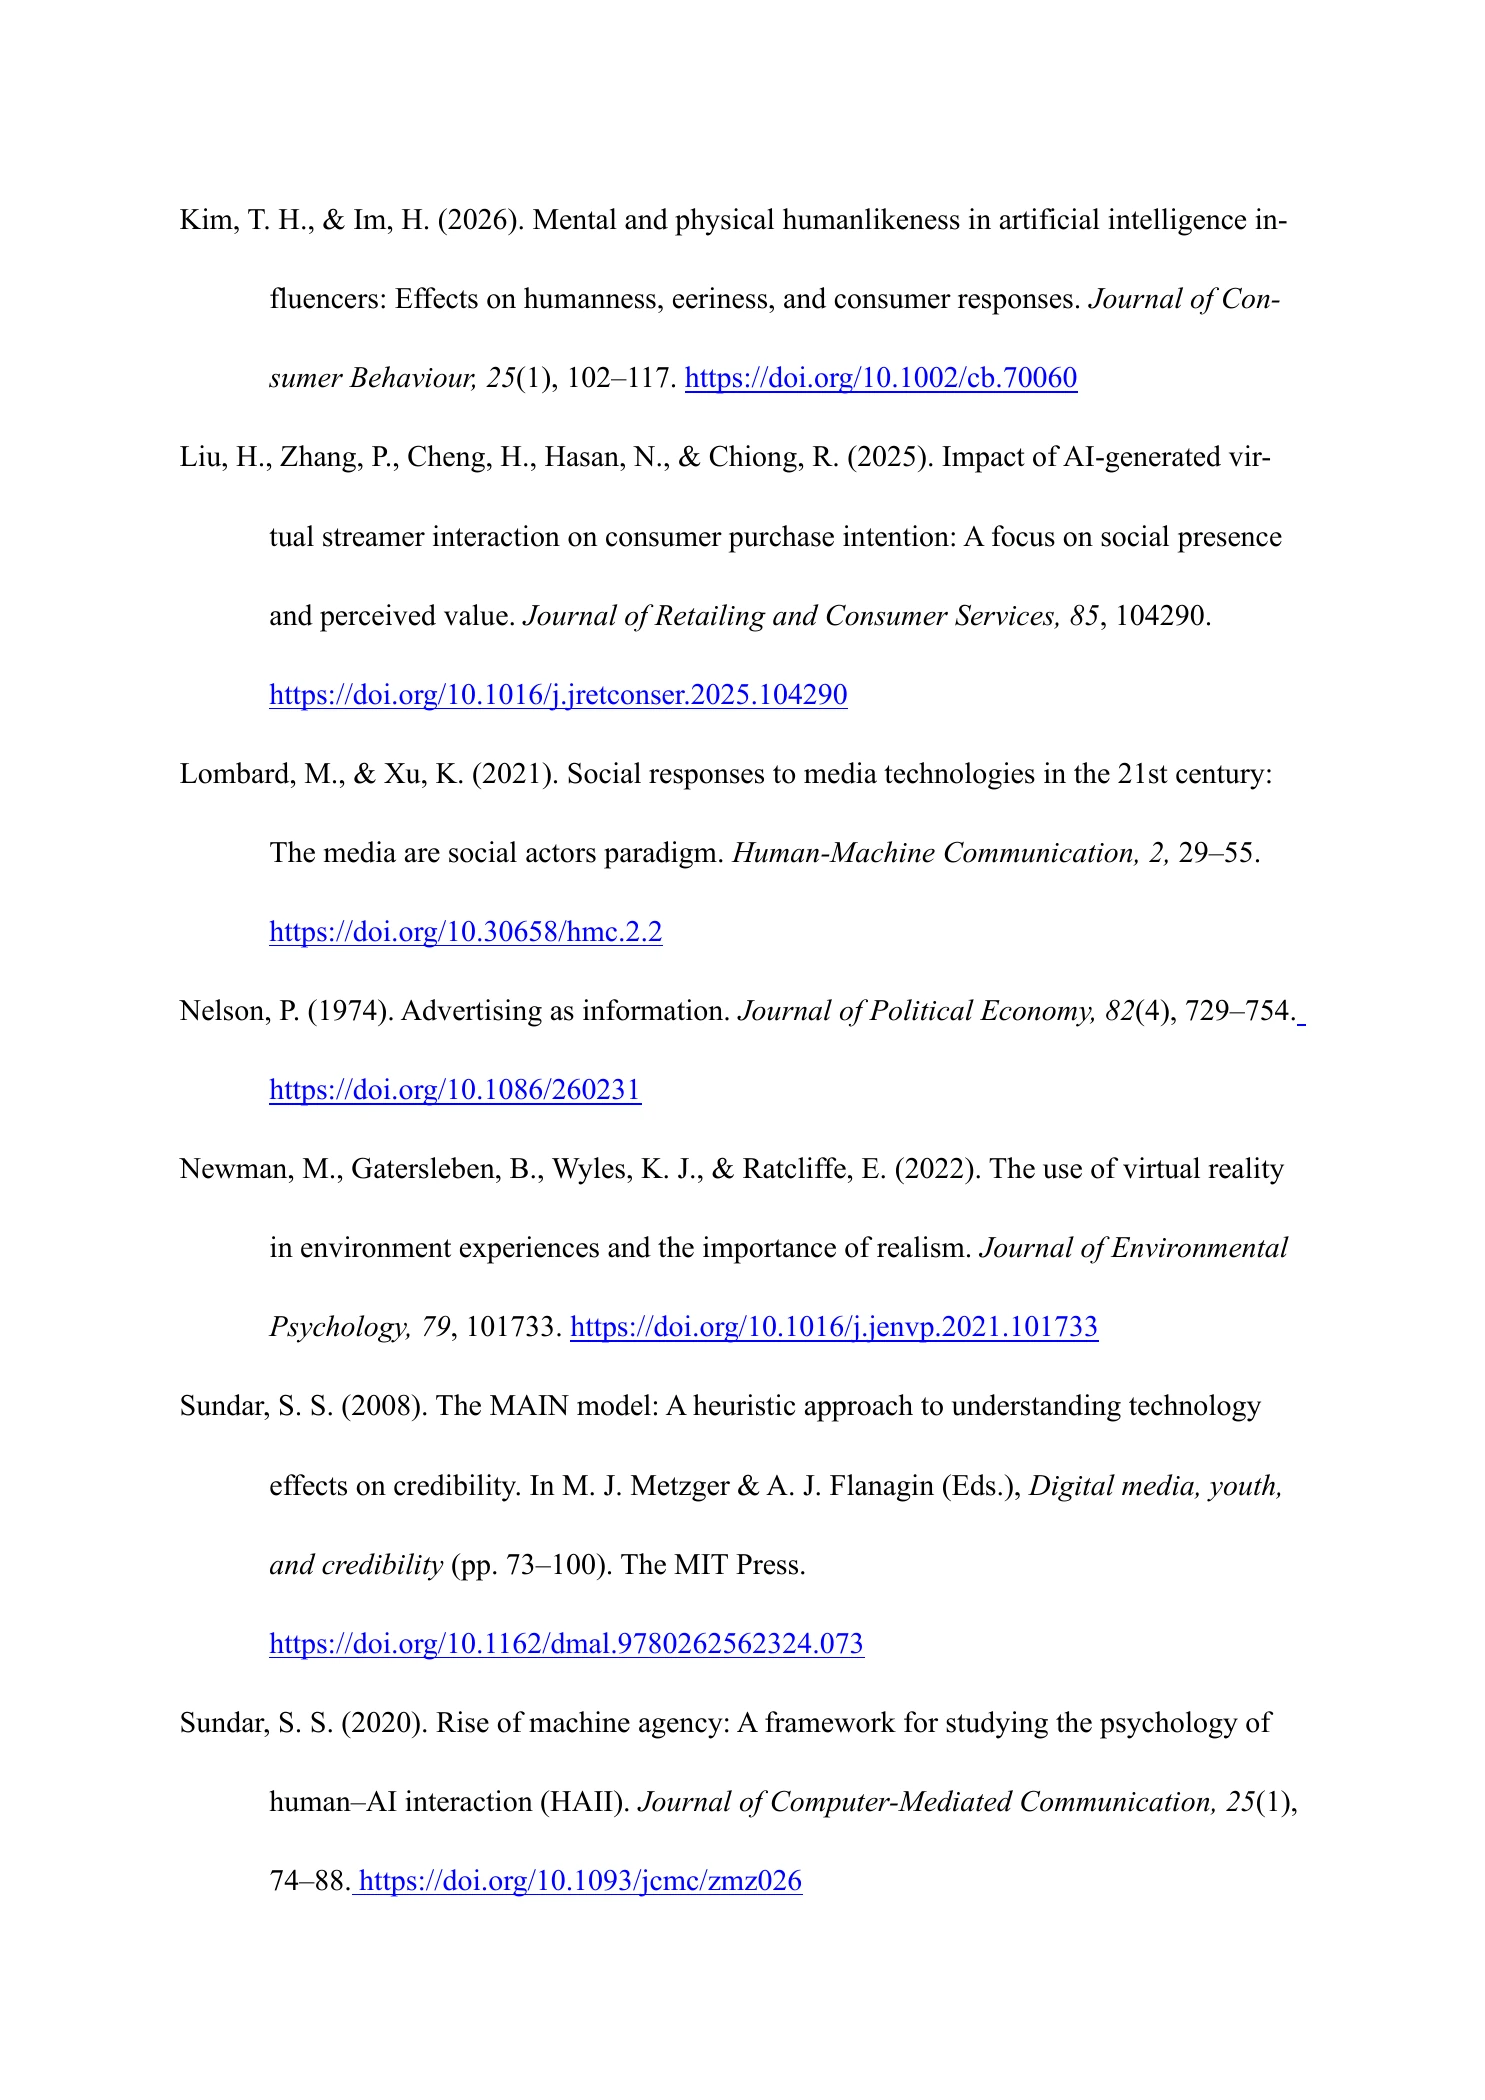 Kim, T. H., & Im, H. (2026). Mental and physical humanlikeness in artificial intelligence in-
fluencers: Effects on humanness, eeriness, and consumer responses. Journal of Con-
sumer Behaviour, 25(1), 102–117. https://doi.org/10.1002/cb.70060
Liu, H., Zhang, P., Cheng, H., Hasan, N., & Chiong, R. (2025). Impact of AI-generated vir-
tual streamer interaction on consumer purchase intention: A focus on social presence
and perceived value. Journal of Retailing and Consumer Services, 85, 104290.
https://doi.org/10.1016/j.jretconser.2025.104290
Lombard, M., & Xu, K. (2021). Social responses to media technologies in the 21st century:
The media are social actors paradigm. Human-Machine Communication, 2, 29–55.
https://doi.org/10.30658/hmc.2.2
Nelson, P. (1974). Advertising as information. Journal of Political Economy, 82(4), 729–754.
https://doi.org/10.1086/260231
Newman, M., Gatersleben, B., Wyles, K. J., & Ratcliffe, E. (2022). The use of virtual reality
in environment experiences and the importance of realism. Journal of Environmental
Psychology, 79, 101733. https://doi.org/10.1016/j.jenvp.2021.101733
Sundar, S. S. (2008). The MAIN model: A heuristic approach to understanding technology
effects on credibility. In M. J. Metzger & A. J. Flanagin (Eds.), Digital media, youth,
and credibility (pp. 73–100). The MIT Press.
https://doi.org/10.1162/dmal.9780262562324.073
Sundar, S. S. (2020). Rise of machine agency: A framework for studying the psychology of
human–AI interaction (HAII). Journal of Computer-Mediated Communication, 25(1),
74–88. https://doi.org/10.1093/jcmc/zmz026